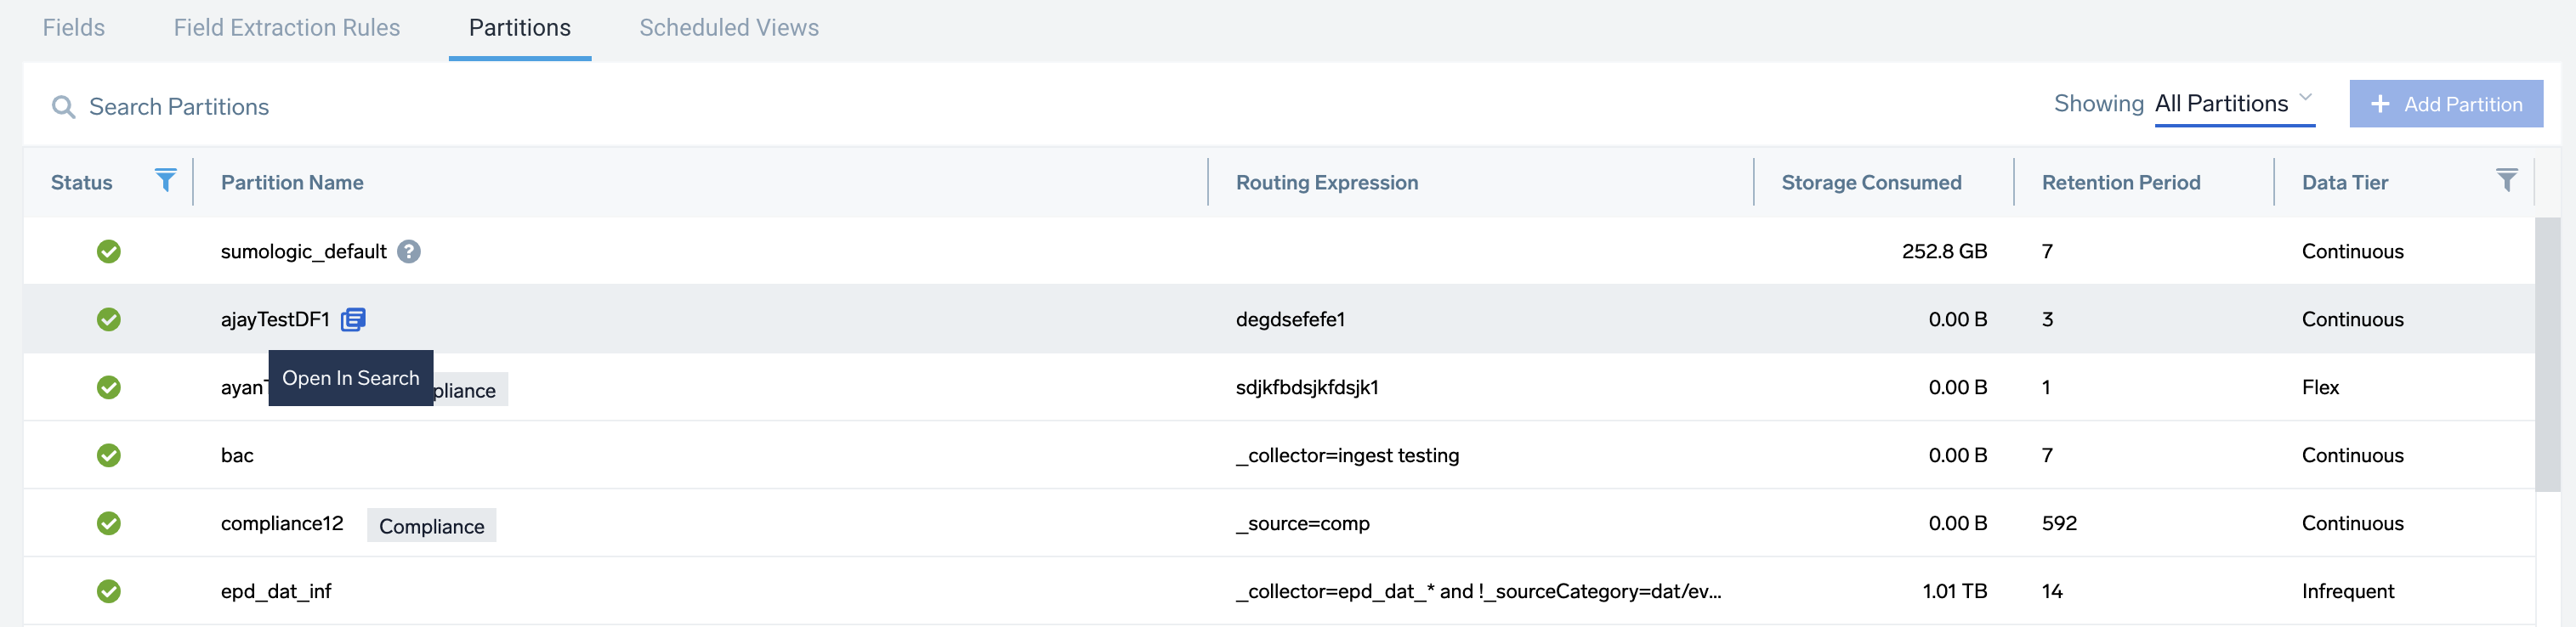 Fields Field Extraction Rules Partitions Scheduled Views
Search Partitions Showing All Partitions + Add Partition
Status Partition Name Routing Expression Storage Consumed Retention Period Data Tier
sumologic_default ? 252.8 GB 7 Continuous
ajayTestDF1 degdsefefe1 0.00 B 3 Continuous
Open In Search
sdjkfbdsjkfdsjk1 0.00 B 1 Flex
bac _collector=ingest testing 0.00 B 7 Continuous
compliance12 Compliance _source=comp 0.00 B 592 Continuous
epd_dat_inf _collector=epd_dat_* and !_sourceCategory=dat/ev... 1.01 TB 14 Infrequent